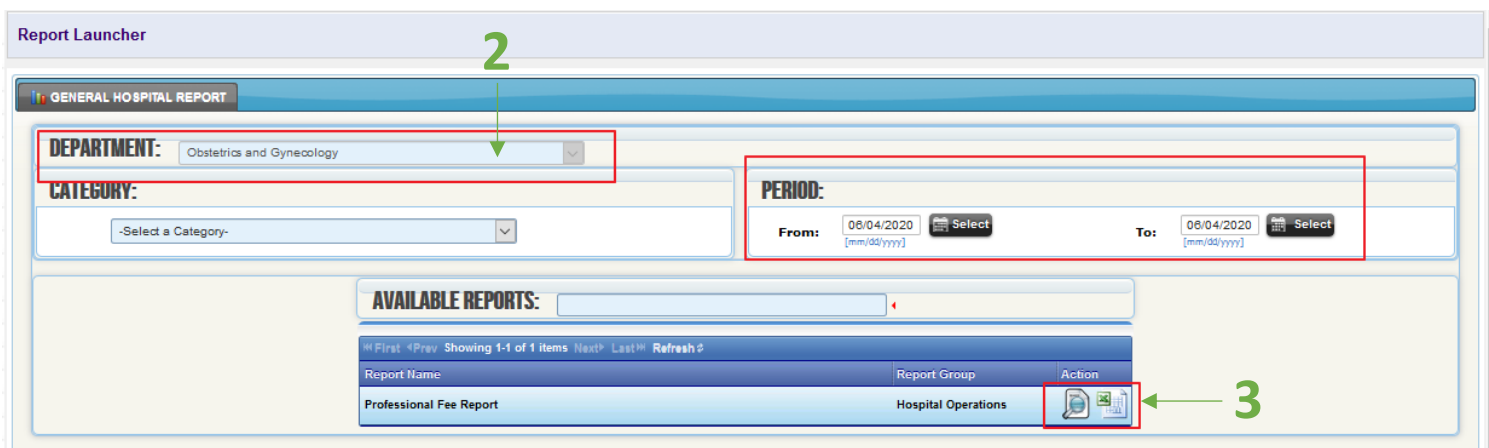 Report Launcher
2
GENERAL HOSPITAL REPORT
DEPARTMENT: Obstetrics and Gynecology
CATEGORY:
-Select a Category-
PERIOD:
From: 06/04/2020 Select To: 06/04/2020 Select
[mm/dd/yyyy] [mm/dd/yyyy]
AVAILABLE REPORTS:
First Prev Showing 1-1 of 1 items Next Last Refresh
Report Name Report Group Action
Professional Fee Report Hospital Operations
3